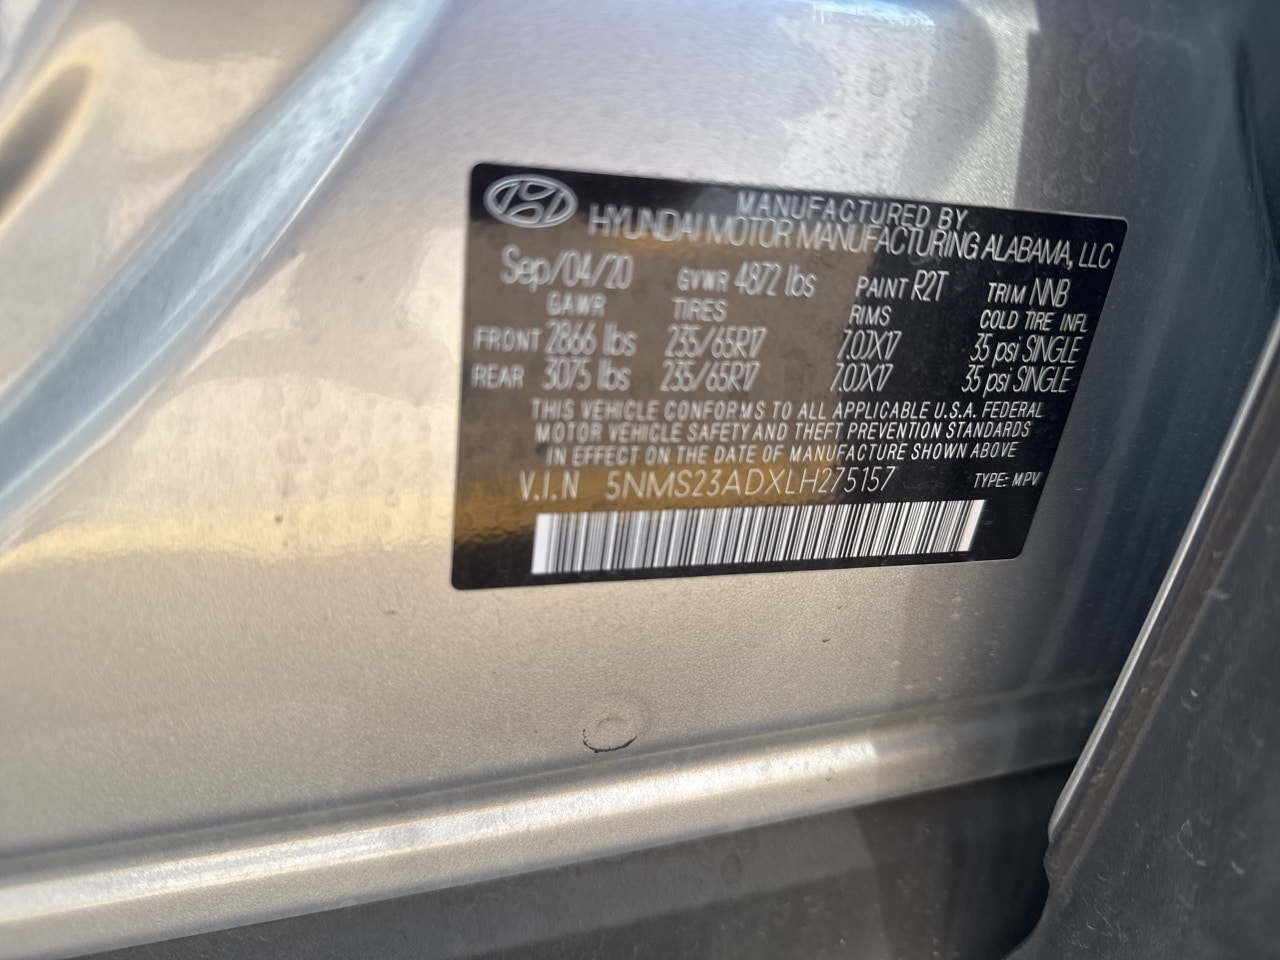 MANUFACTURED BY
HYUNDAI MOTOR MANUFACTURING ALABAMA, LLC
Sep/04/20 GVWR 4872 lbs PAINT R2T TRIM NNB
GAWR TIRES RIMS COLD TIRE INFL
FRONT 2866 lbs 235/65R17 7.0JX17 35 psi SINGLE
REAR 3075 lbs 235/65R17 7.0JX17 35 psi SINGLE
THIS VEHICLE CONFORMS TO ALL APPLICABLE U.S.A. FEDERAL
MOTOR VEHICLE SAFETY AND THEFT PREVENTION STANDARDS
IN EFFECT ON THE DATE OF MANUFACTURE SHOWN ABOVE
V.I.N 5NMS23ADXLH275157 TYPE: MPV